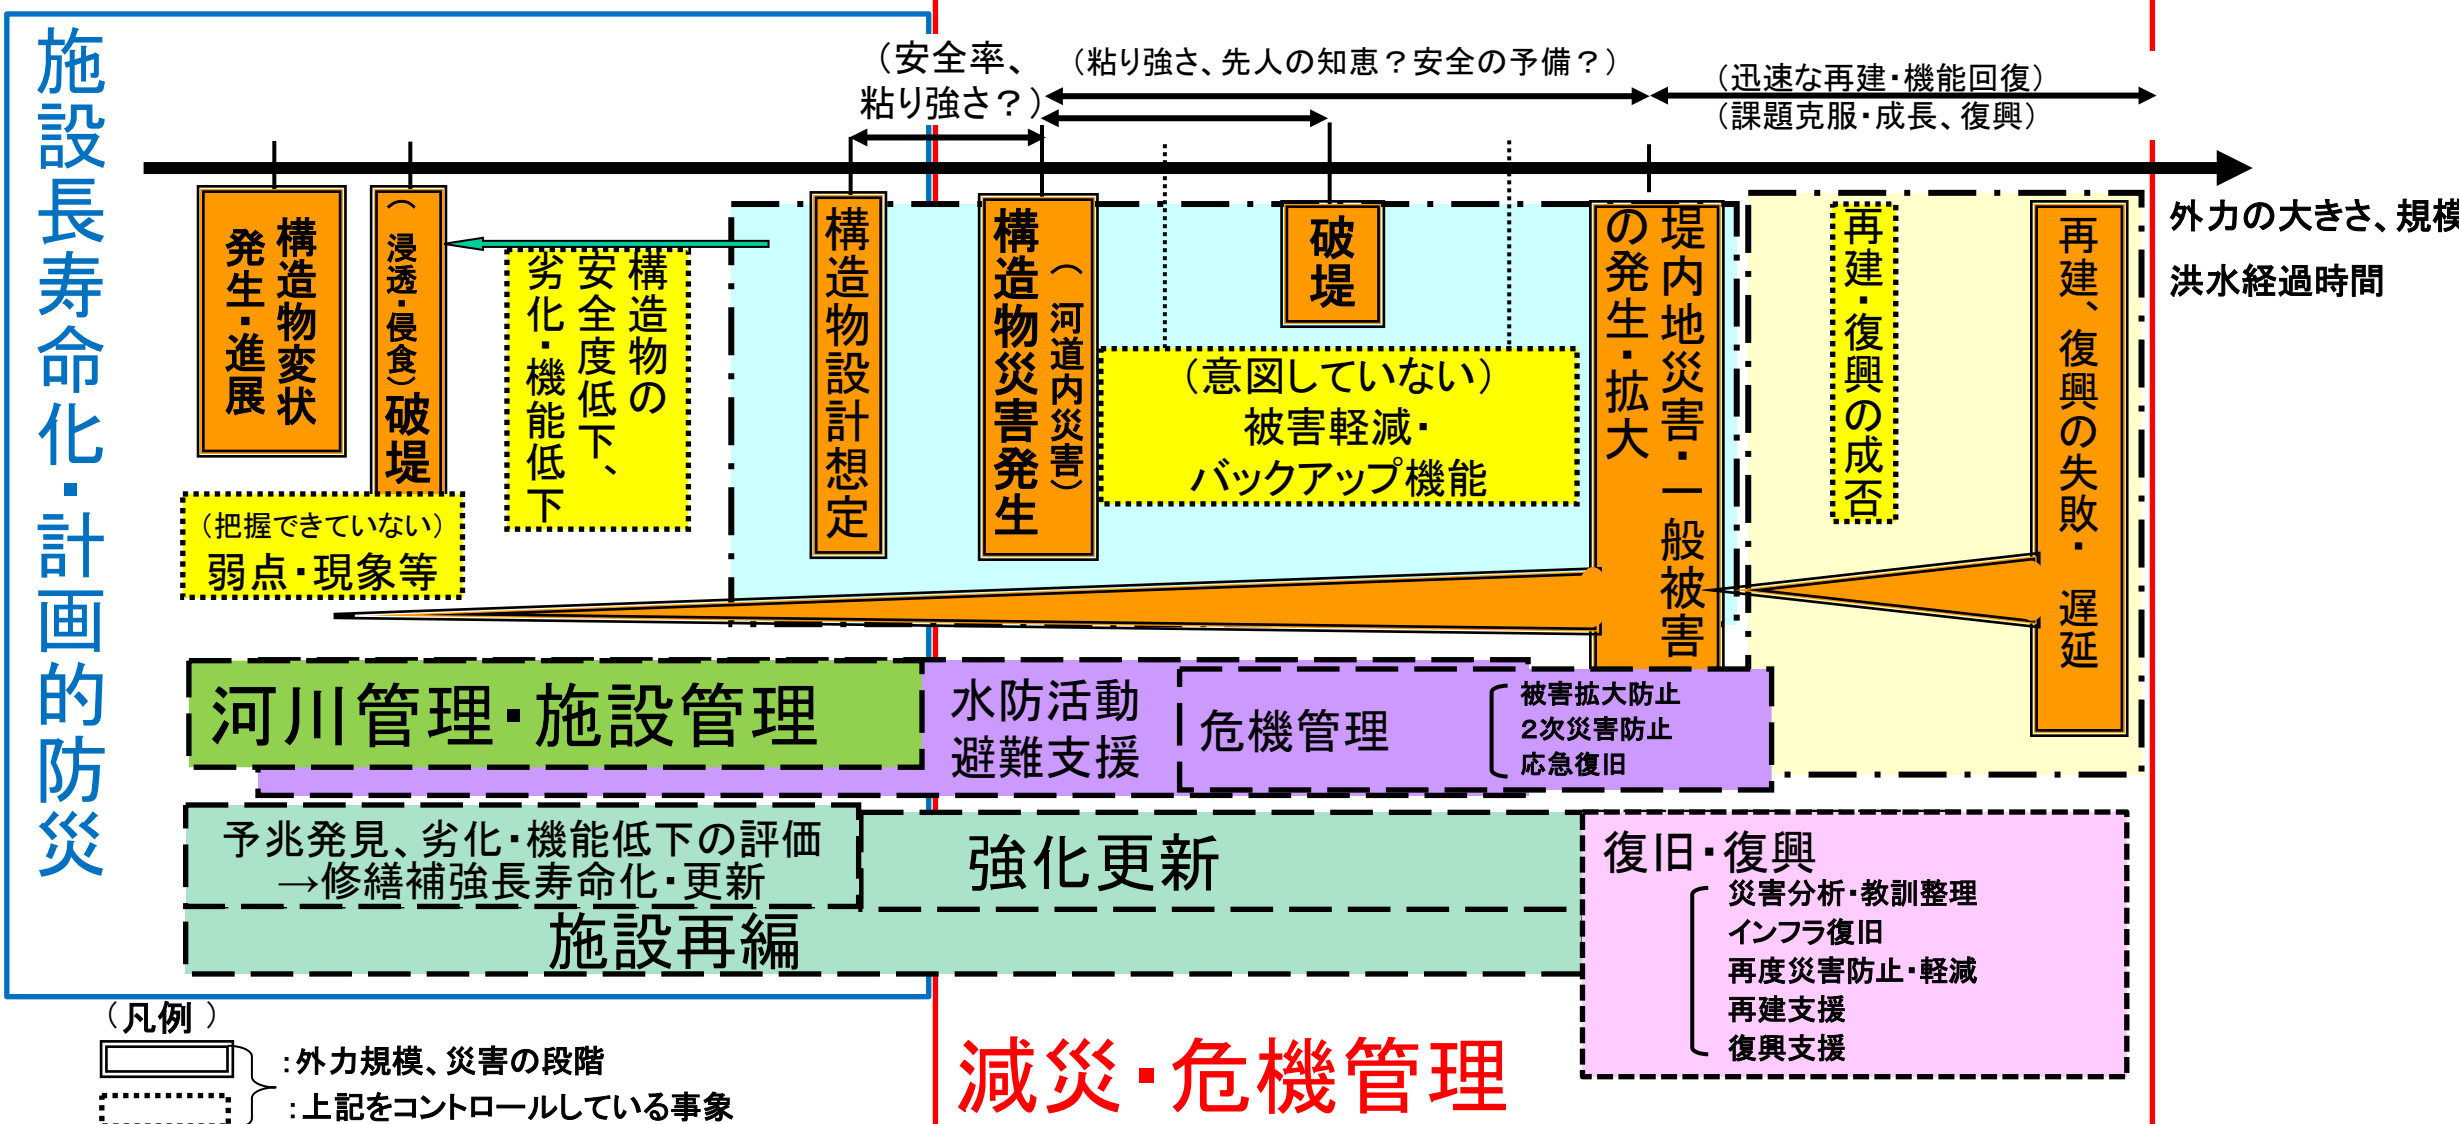 施設長寿命化・計画的防災
（安全率、
粘り強さ？）
（粘り強さ、先人の知恵？安全の予備？）
（迅速な再建・機能回復）
（課題克服・成長、復興）
外力の大きさ、規模
洪水経過時間
構造物変状
発生・進展
（浸透・侵食）破堤
（把握できていない）
弱点・現象等
構造物の
安全度低下、
劣化・機能低下
構造物設計想定
（河道内災害）
構造物災害発生
破堤
（意図していない）
被害軽減・
バックアップ機能
堤内地災害・一般被害
の発生・拡大
再建・復興の成否
再建、復興の失敗・遅延
河川管理・施設管理
水防活動
避難支援
危機管理
被害拡大防止
２次災害防止
応急復旧
予兆発見、劣化・機能低下の評価
→修繕補強長寿命化・更新
強化更新
施設再編
復旧・復興
災害分析・教訓整理
インフラ復旧
再度災害防止・軽減
再建支援
復興支援
減災・危機管理
（凡例）
：外力規模、災害の段階
：上記をコントロールしている事象